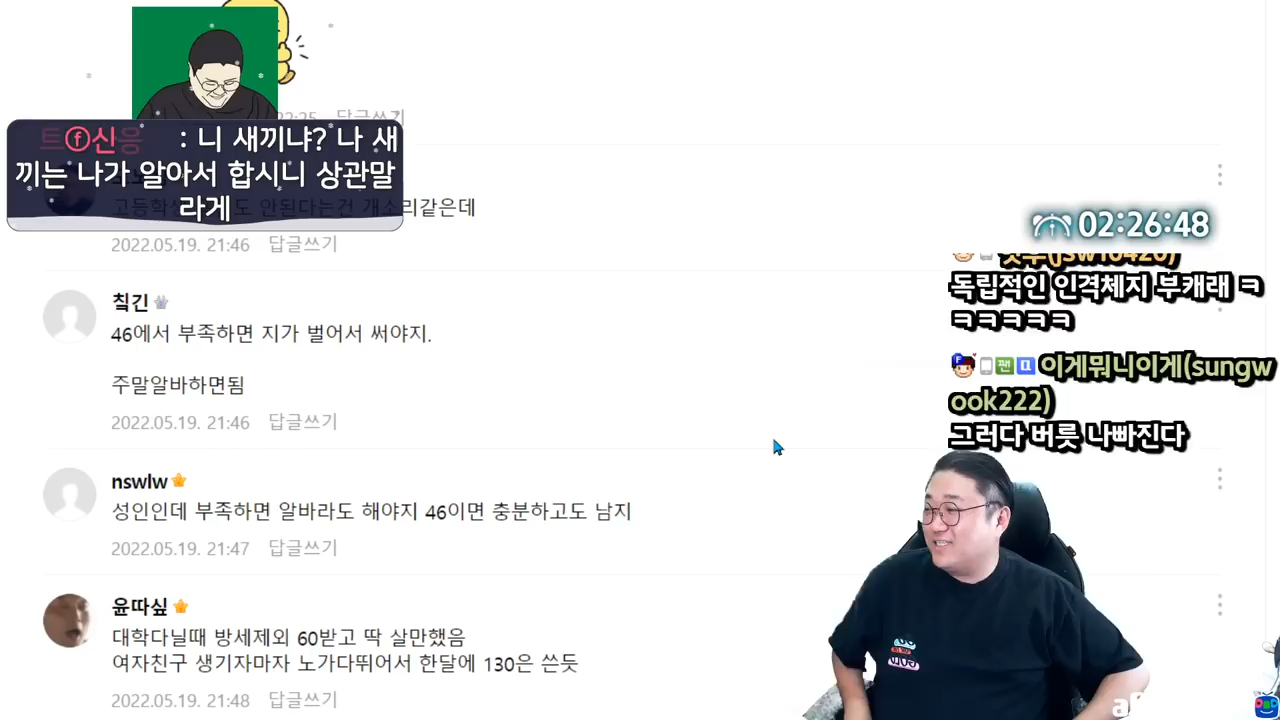 22:25 답글쓰기
트ⓕ신응 : 니 새끼냐? 나 새
끼는 나가 알아서 합시니 상관말
라게
안된다는건 개소리같은데
2022.05.19. 21:46 답글쓰기
02:26:48
독립적인 인격체지 부캐래 ㅋ
ㅋㅋㅋㅋㅋ
칰긴
46에서 부족하면 지가 벌어서 써야지.
주말알바하면됨
2022.05.19. 21:46 답글쓰기
이게뭐니이게(sungw
ook222)
그러다 버릇 나빠진다
nswlw
성인인데 부족하면 알바라도 해야지 46이면 충분하고도 남지
2022.05.19. 21:47 답글쓰기
윤따싶
대학다닐때 방세제외 60받고 딱 살만했음
여자친구 생기자마자 노가다뛰어서 한달에 130은 쓴듯
2022.05.19. 21:48 답글쓰기